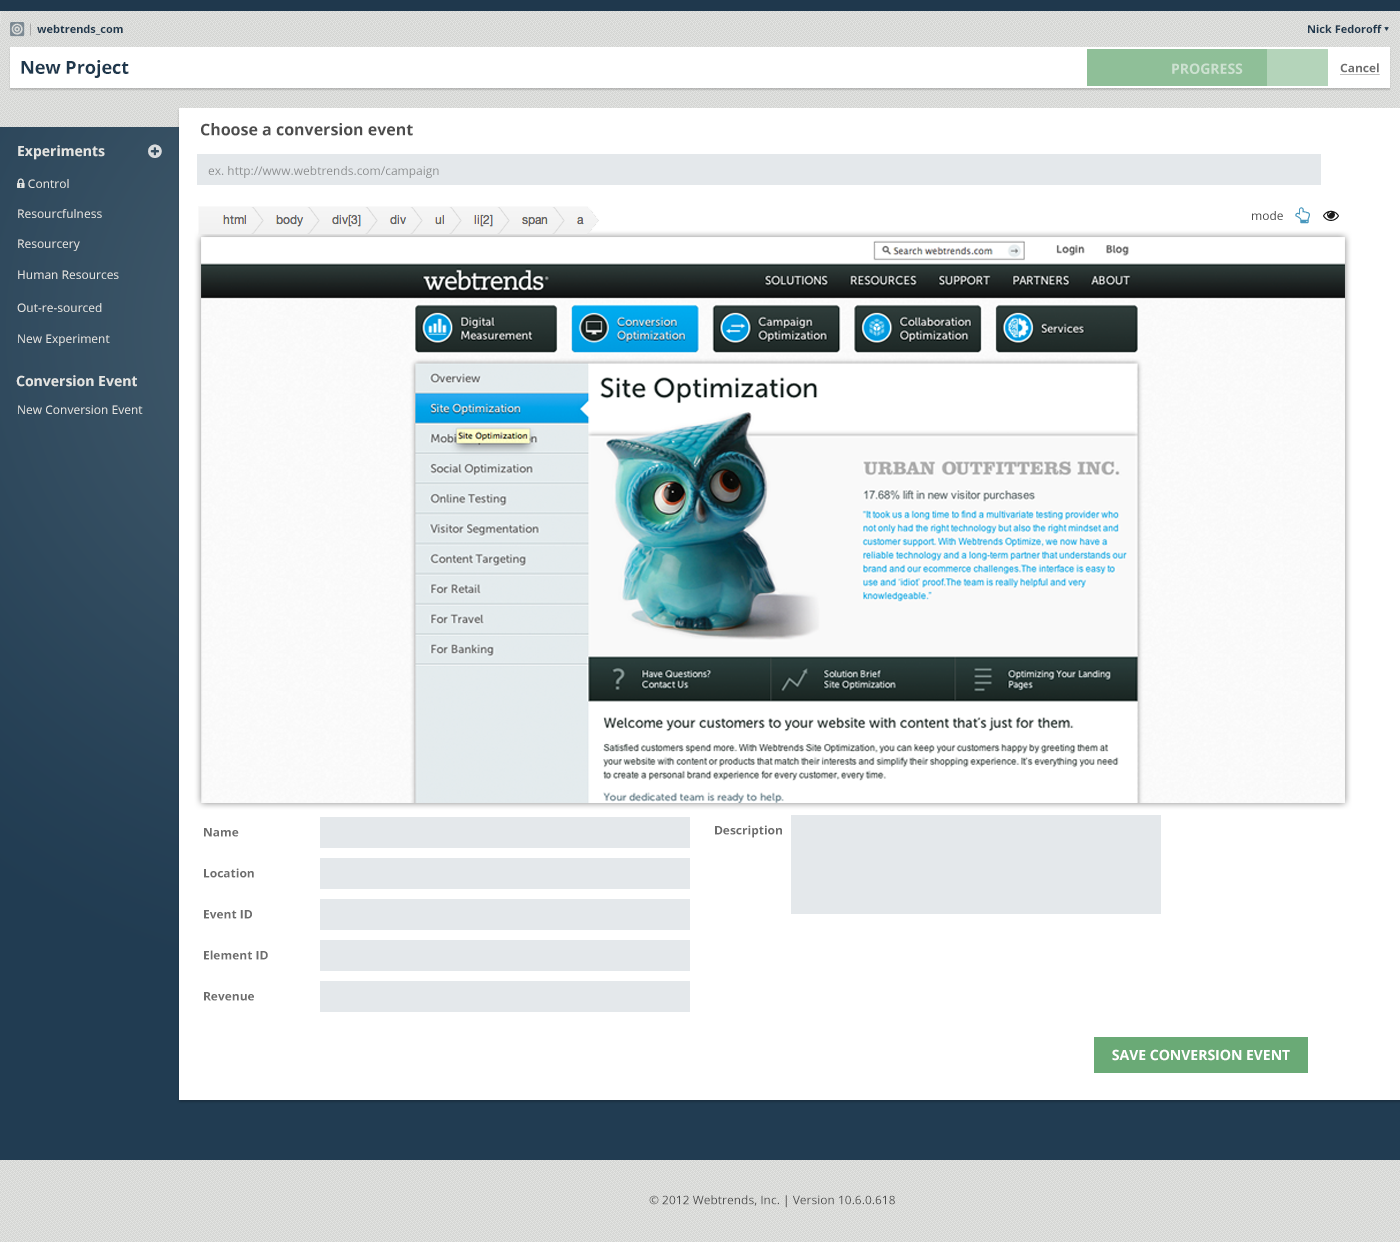 webtrends_com
Nick Fedoroff
New Project
PROGRESS
Cancel
Experiments
Control
Resourcfulness
Resourcery
Human Resources
Out-re-sourced
New Experiment
Conversion Event
New Conversion Event
Choose a conversion event
ex. http://www.webtrends.com/campaign
html body div[3] div ul li[2] span a
mode
Search webtrends.com
Login Blog
webtrends
SOLUTIONS RESOURCES SUPPORT PARTNERS ABOUT
Digital
Measurement
Conversion
Optimization
Campaign
Optimization
Collaboration
Optimization
Services
Overview
Site Optimization
Site Optimization
Social Optimization
Online Testing
Visitor Segmentation
Content Targeting
For Retail
For Travel
For Banking
Site Optimization
URBAN OUTFITTERS INC.
17.68% lift in new visitor purchases
"It took us a long time to find a multivariate testing provider who
not only had the right technology but also the right mindset and
customer support. With Webtrends Optimize, we now have a
reliable technology and a long-term partner that understands our
brand and our ecommerce challenges.The interface is easy to
use and 'idiot' proof.The team is really helpful and very
knowledgeable."
Have Questions?
Contact Us
Solution Brief
Site Optimization
Optimizing Your Landing
Pages
Welcome your customers to your website with content that's just for them.
Satisfied customers spend more. With Webtrends Site Optimization, you can keep your customers happy by greeting them at
your website with content or products that match their interests and simplify their shopping experience. It's everything you need
to create a personal brand experience for every customer, every time.
Your dedicated team is ready to help.
Name
Location
Event ID
Element ID
Revenue
Description
SAVE CONVERSION EVENT
© 2012 Webtrends, Inc. | Version 10.6.0.618